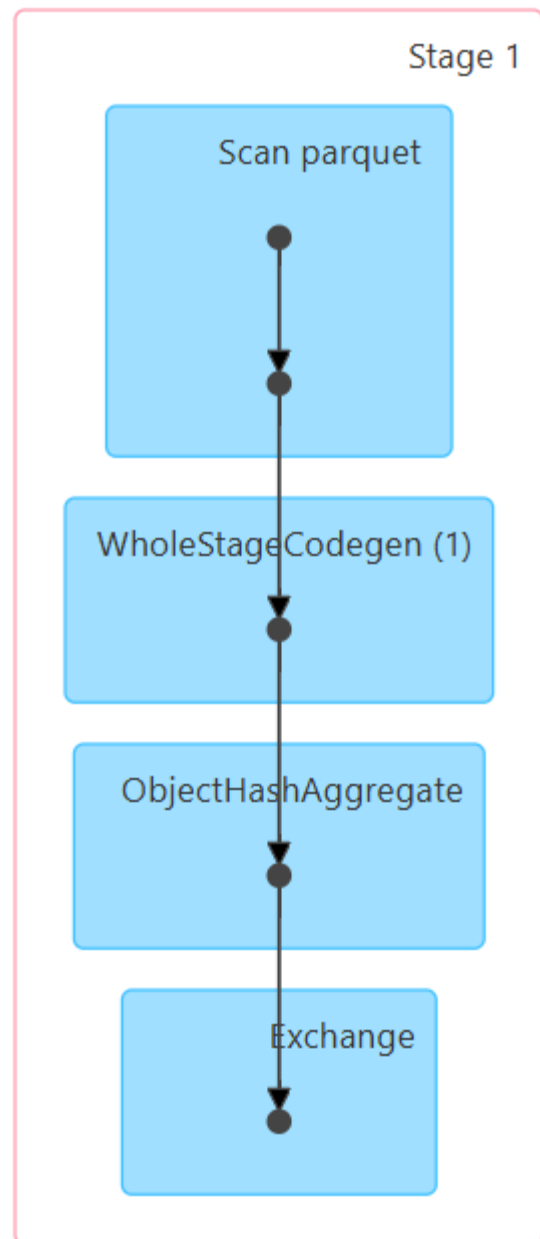 Stage 1
Scan parquet
WholeStageCodegen (1)
ObjectHashAggregate
Exchange